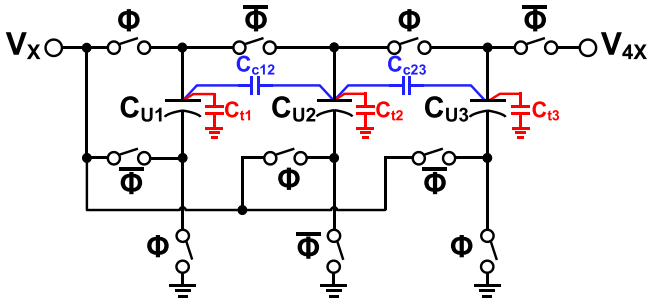 Φ Φ̅ Φ Φ̅
V_X V_4X
C_c12 C_c23
C_U1 C_t1 C_U2 C_t2 C_U3 C_t3
Φ̅ Φ Φ̅
Φ Φ̅ Φ